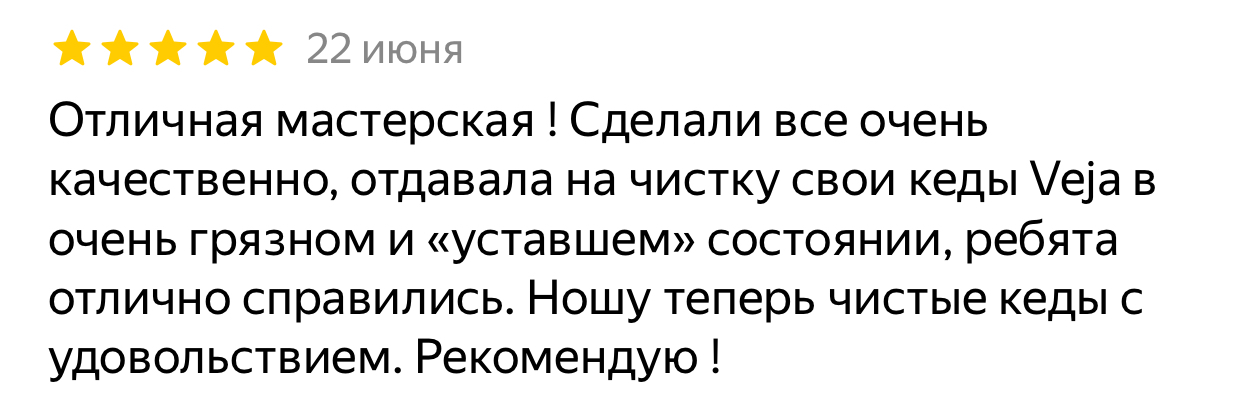 22 июня
Отличная мастерская ! Сделали все очень
качественно, отдавала на чистку свои кеды Veja в
очень грязном и «уставшем» состоянии, ребята
отлично справились. Ношу теперь чистые кеды с
удовольствием. Рекомендую !